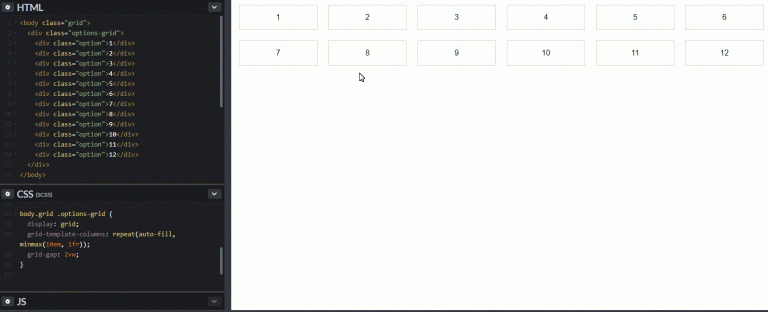 HTML
<body class="grid">
<div class="options-grid">
<div class="option">1</div>
<div class="option">2</div>
<div class="option">3</div>
<div class="option">4</div>
<div class="option">5</div>
<div class="option">6</div>
<div class="option">7</div>
<div class="option">8</div>
<div class="option">9</div>
<div class="option">10</div>
<div class="option">11</div>
<div class="option">12</div>
</div>
</body>
CSS (SCSS)
body.grid .options-grid {
display: grid;
grid-template-columns: repeat(auto-fill,
minmax(10em, 1fr));
grid-gap: 2vw;
}
JS
1 2 3 4 5 6
7 8 9 10 11 12